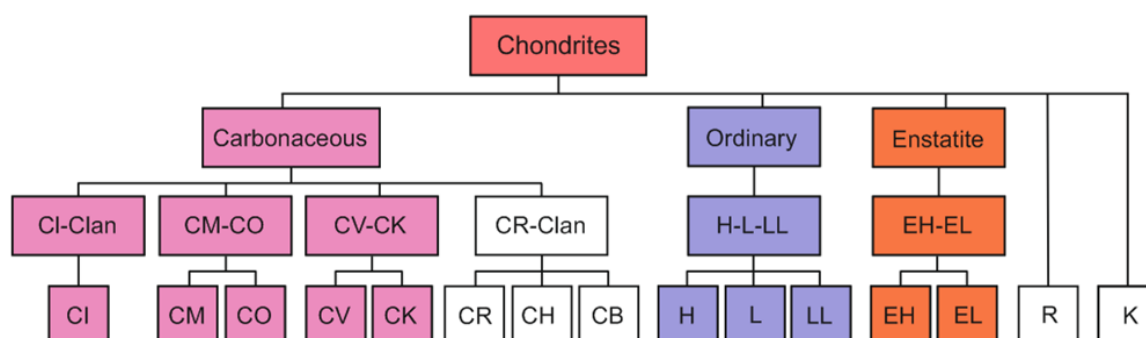 Chondrites
Carbonaceous
Ordinary
Enstatite
CI-Clan
CM-CO
CV-CK
CR-Clan
H-L-LL
EH-EL
CI
CM
CO
CV
CK
CR
CH
CB
H
L
LL
EH
EL
R
K